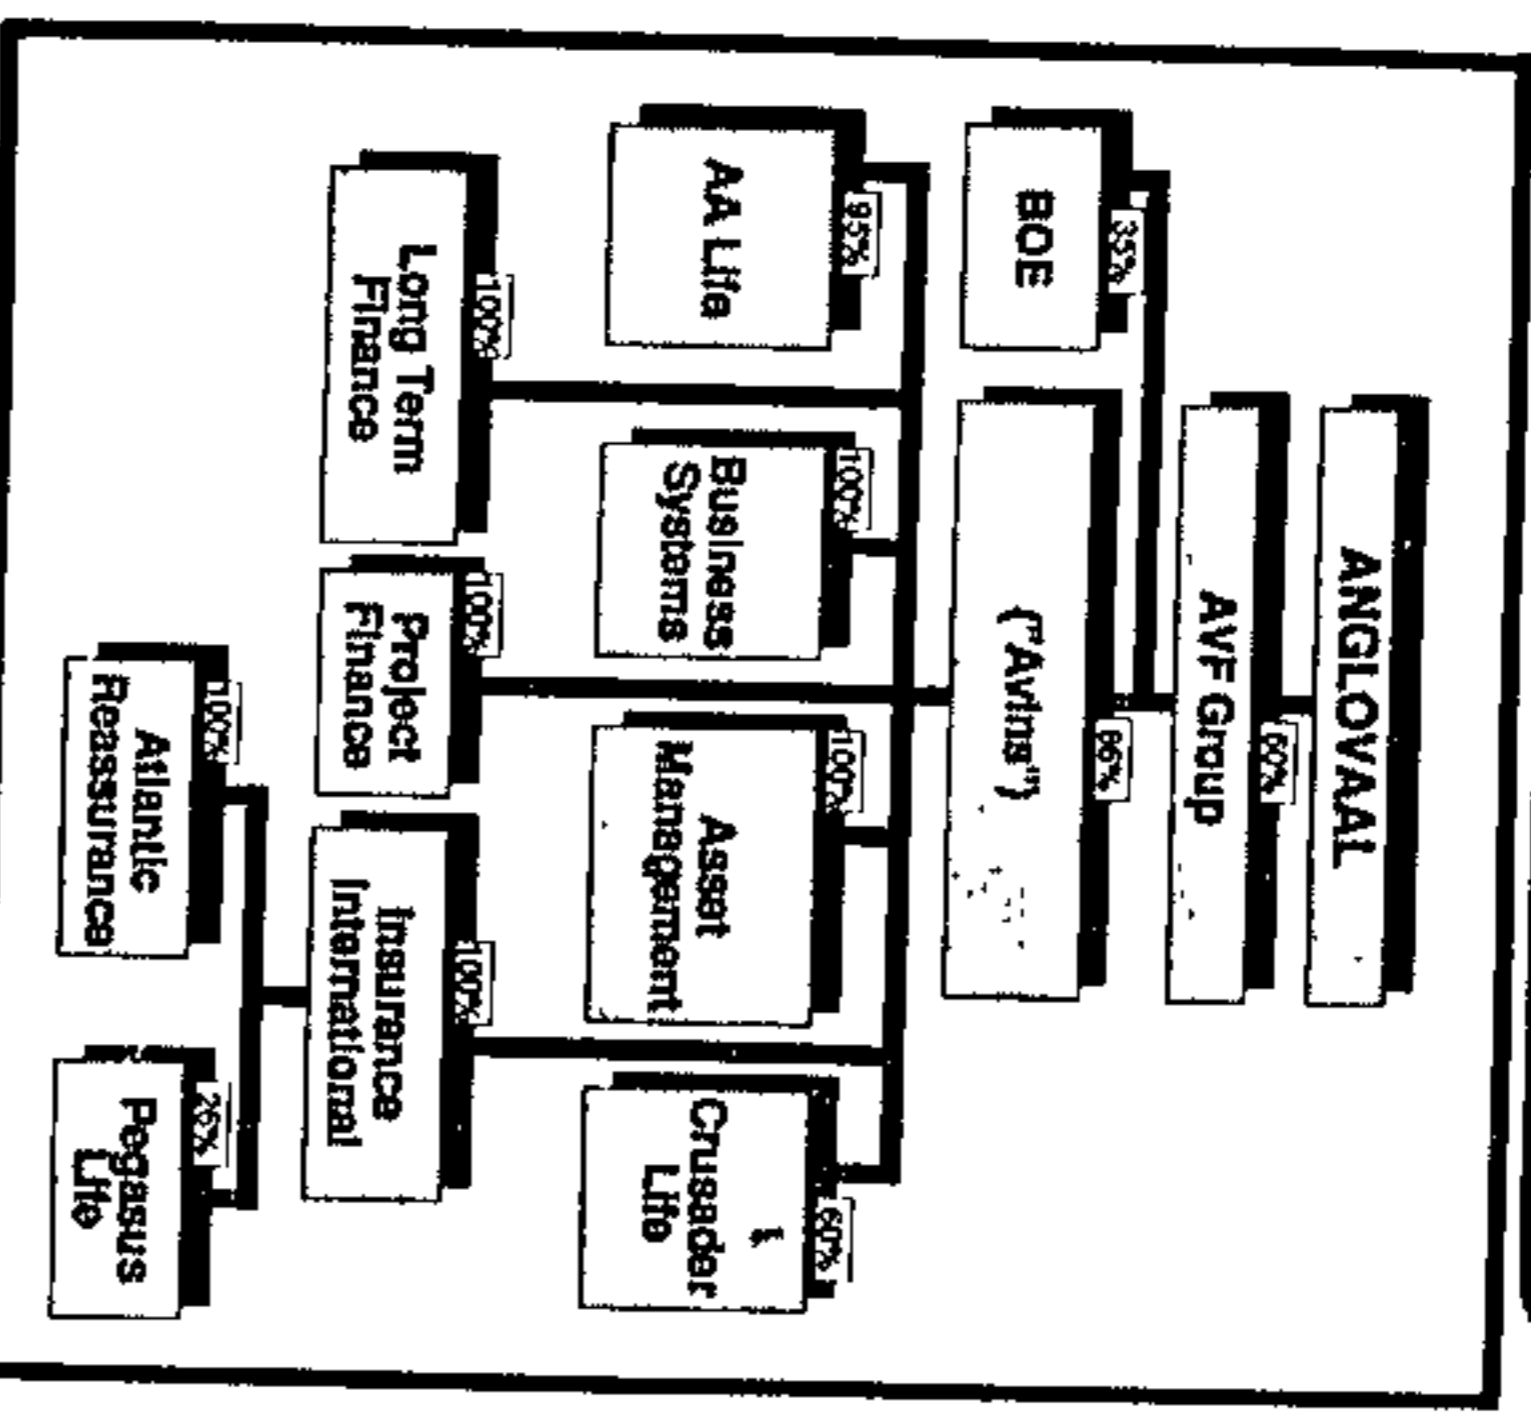 ANGLOVAAL
60%
AVF Group
86%
("Avins")
35%
BOE
95%
AA Life
100%
Business
Systems
100%
Asset
Management
60%
Crusader
Life
100%
Long Term
Finance
100%
Project
Finance
100%
Insurance
International
100%
Atlantic
Reassurance
26%
Pegasus
Life